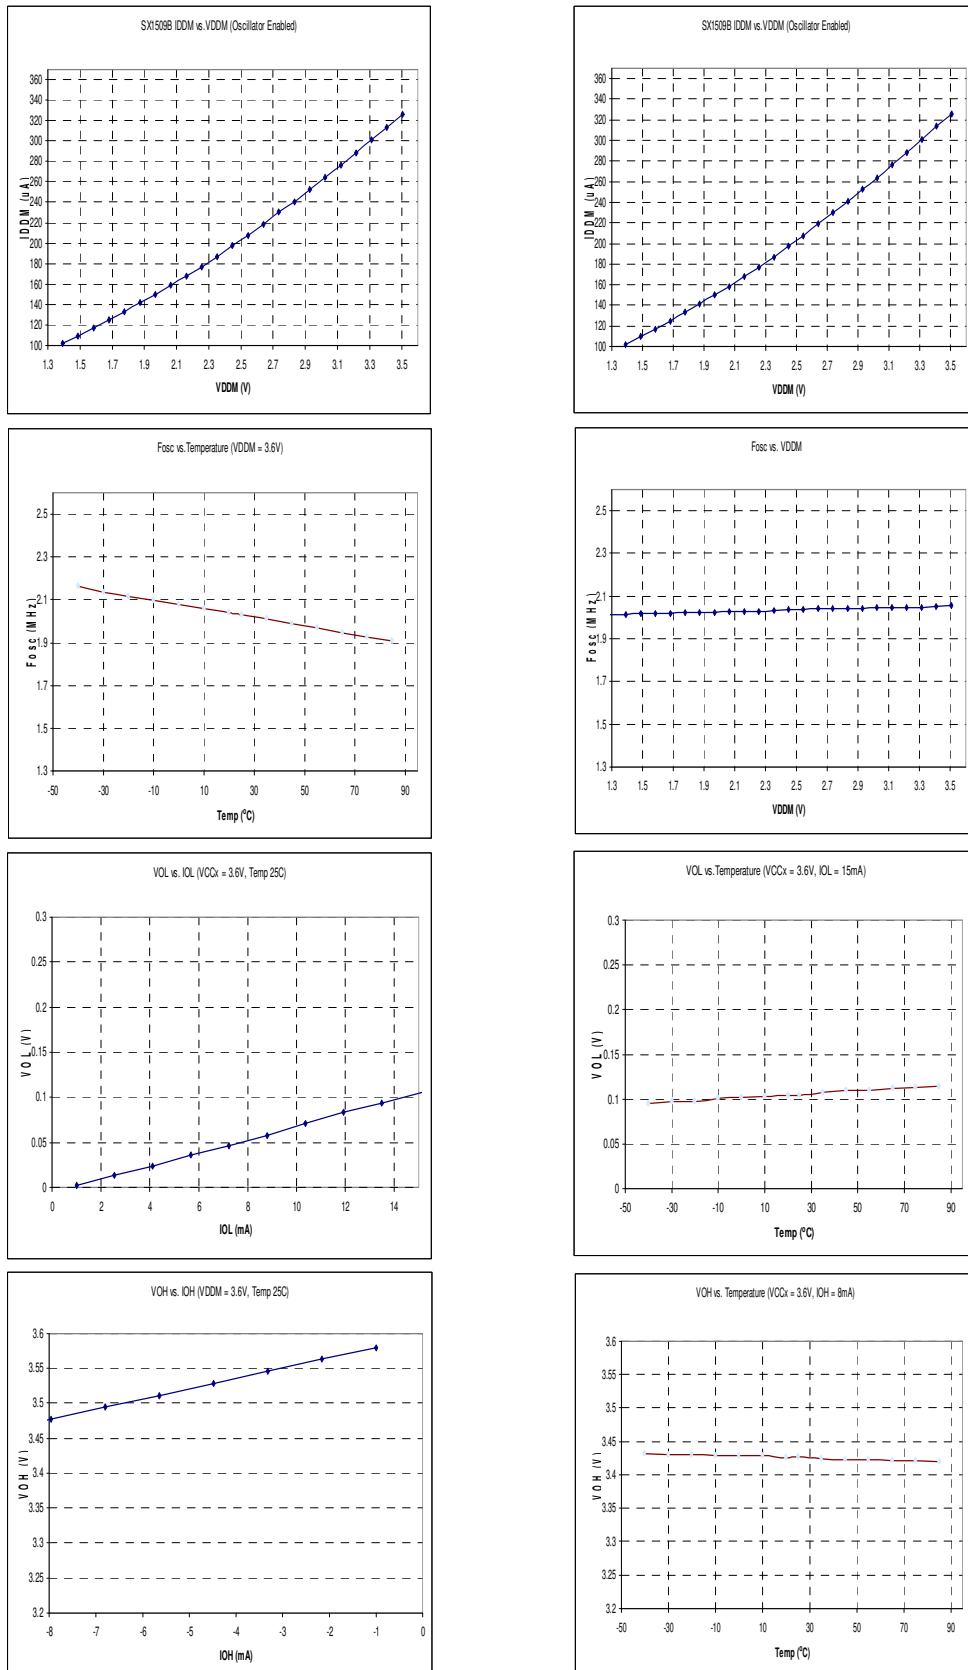 SX1509B IDDM vs. VDDM (Oscillator Enabled)
360
340
320
300
280
260
240
220
200
180
160
140
120
100
IDDM (uA)
1.3 1.5 1.7 1.9 2.1 2.3 2.5 2.7 2.9 3.1 3.3 3.5
VDDM (V)
SX1509B IDDM vs. VDDM (Oscillator Enabled)
360
340
320
300
280
260
240
220
200
180
160
140
120
100
IDDM (uA)
1.3 1.5 1.7 1.9 2.1 2.3 2.5 2.7 2.9 3.1 3.3 3.5
VDDM (V)
Fosc vs. Temperature (VDDM = 3.6V)
2.5
2.3
2.1
1.9
1.7
1.5
1.3
Fosc (MHz)
-50 -30 -10 10 30 50 70 90
Temp (°C)
Fosc vs. VDDM
2.5
2.3
2.1
1.9
1.7
1.5
1.3
Fosc (MHz)
1.3 1.5 1.7 1.9 2.1 2.3 2.5 2.7 2.9 3.1 3.3 3.5
VDDM (V)
VOL vs. IOL (VCCx = 3.6V, Temp 25C)
0.3
0.25
0.2
0.15
0.1
0.05
0
VOL (V)
0 2 4 6 8 10 12 14
IOL (mA)
VOL vs. Temperature (VCCx = 3.6V, IOL = 15mA)
0.3
0.25
0.2
0.15
0.1
0.05
0
VOL (V)
-50 -30 -10 10 30 50 70 90
Temp (°C)
VOH vs. IOH (VDDM = 3.6V, Temp 25C)
3.6
3.55
3.5
3.45
3.4
3.35
3.3
3.25
3.2
VOH (V)
-8 -7 -6 -5 -4 -3 -2 -1 0
IOH (mA)
VOH vs. Temperature (VCCx = 3.6V, IOH = 8mA)
3.6
3.55
3.5
3.45
3.4
3.35
3.3
3.25
3.2
VOH (V)
-50 -30 -10 10 30 50 70 90
Temp (°C)